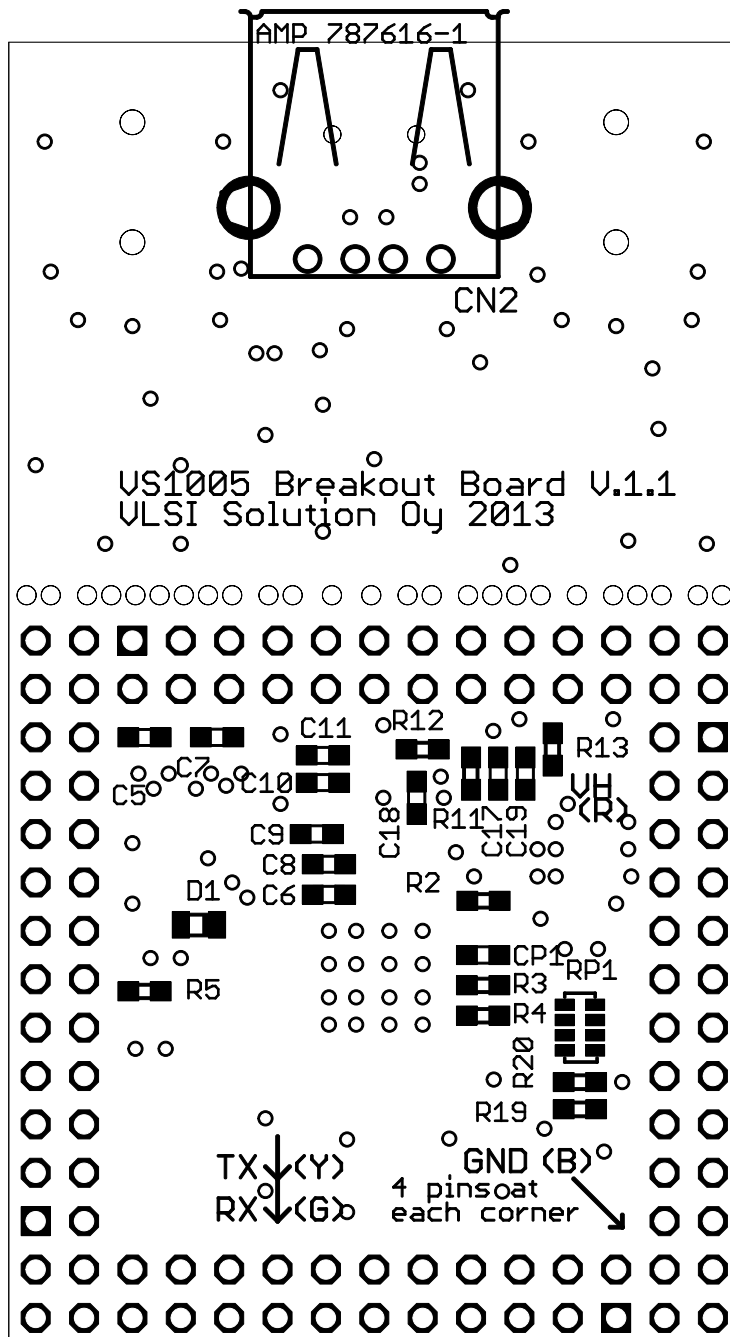 AMP 787616-1
CN2
VS1005 Breakout Board V.1.1
VLSI Solution Oy 2013
C11
R12
R13
C7
C10
C5
VH
(R)
R11
C18
C17
C19
C9
C8
R2
D1
C6
CP1
RP1
R5
R3
R4
R20
R19
TX (Y)
GND (B)
RX (G)
4 pins at
each corner